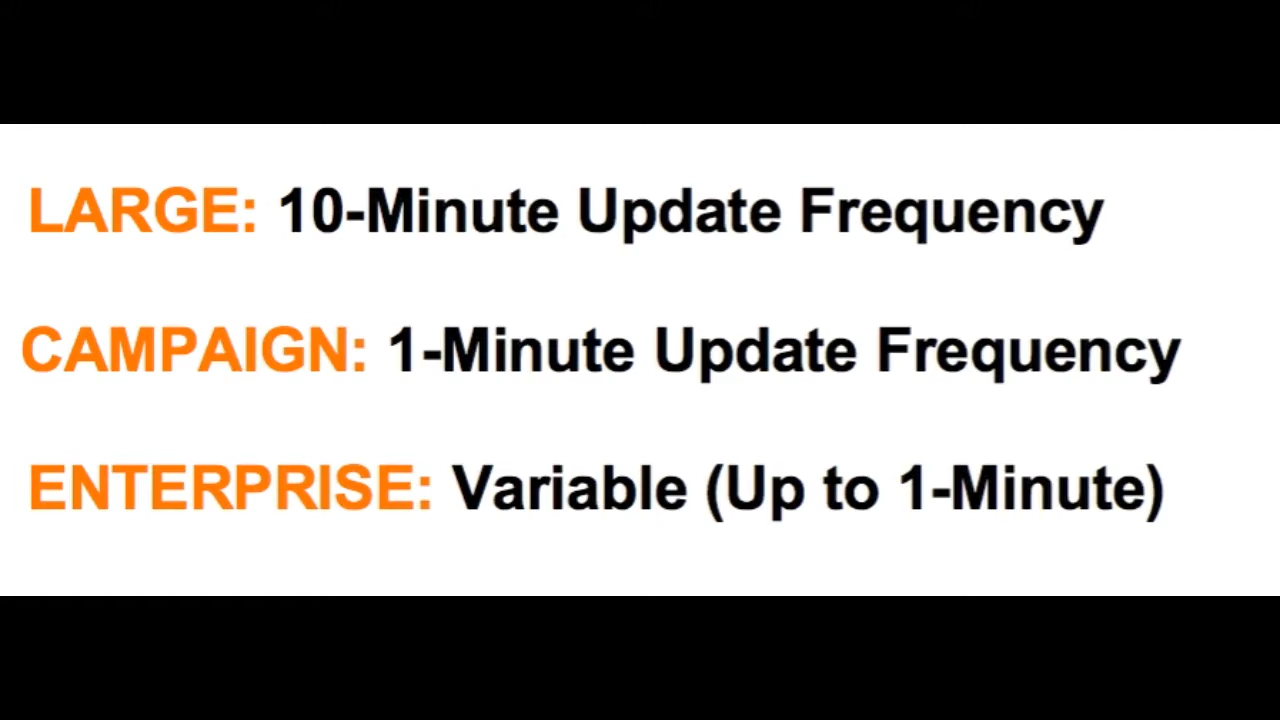 LARGE: 10-Minute Update Frequency
CAMPAIGN: 1-Minute Update Frequency
ENTERPRISE: Variable (Up to 1-Minute)